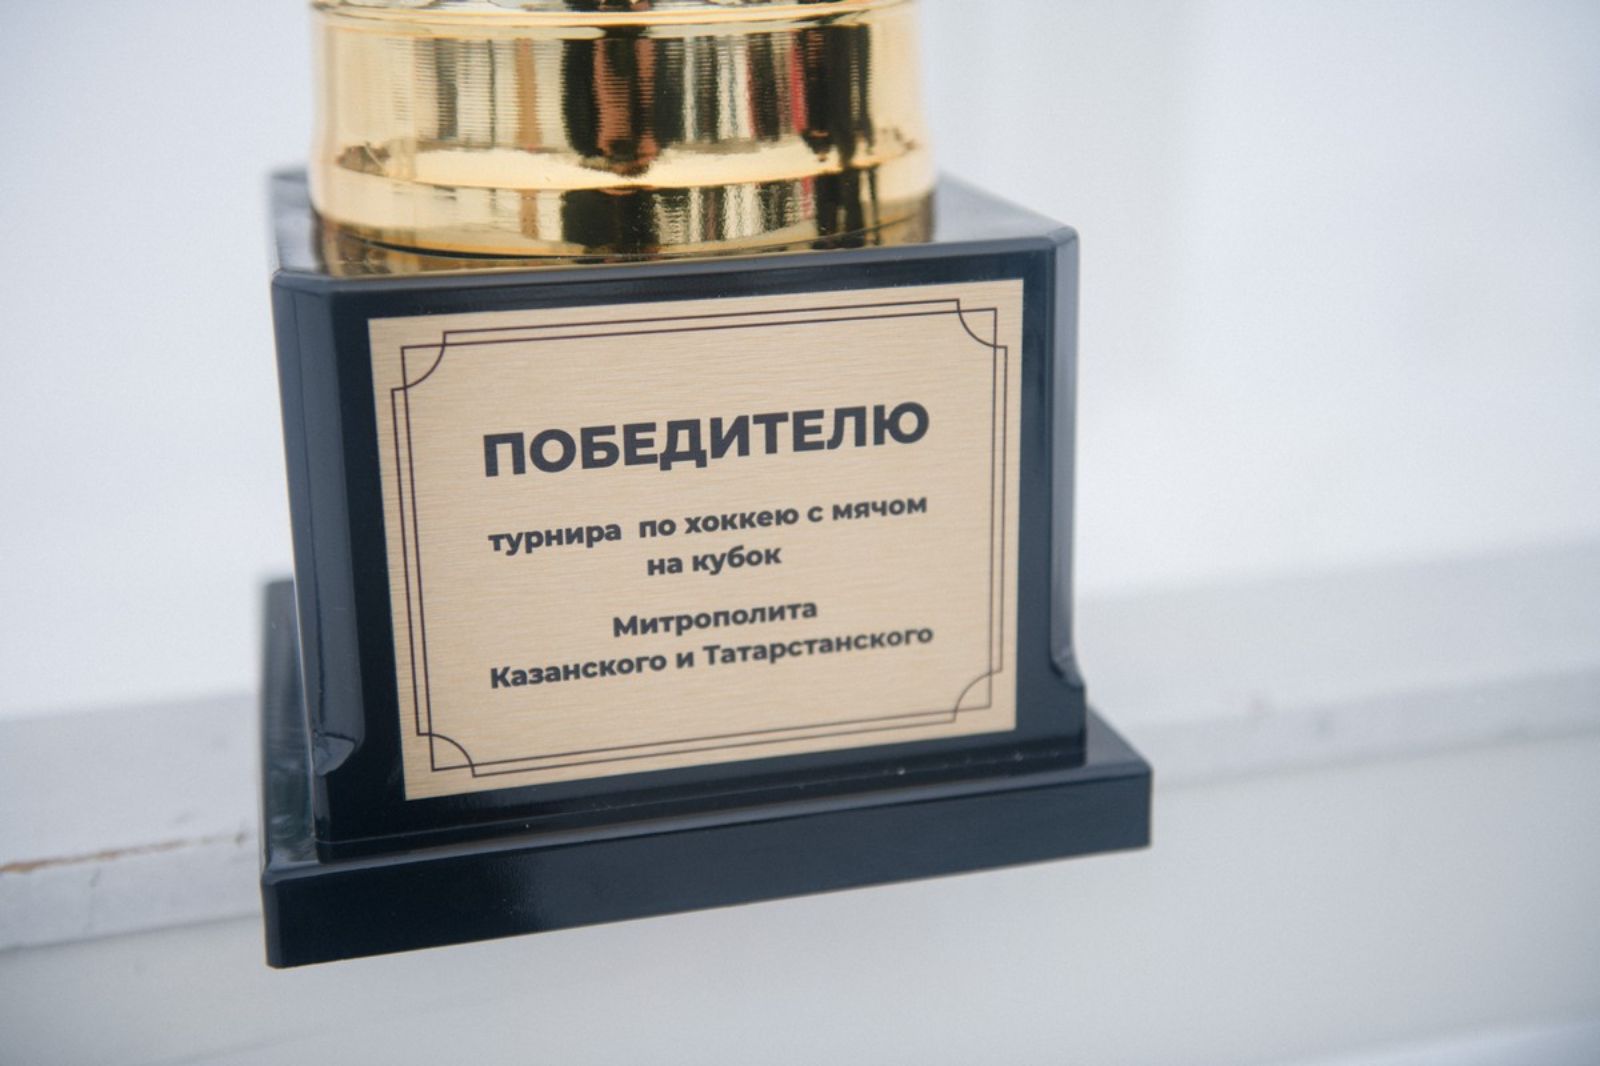 ПОБЕДИТЕЛЮ
турнира по хоккею с мячом
на кубок
Митрополита
Казанского и Татарстанского